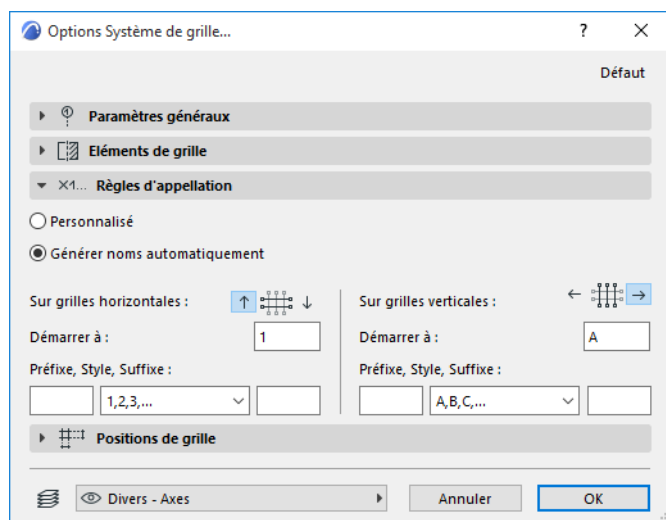 Options Système de grille...
?
Défaut
Paramètres généraux
Eléments de grille
X1... Règles d'appellation
Personnalisé
Générer noms automatiquement
Sur grilles horizontales : Sur grilles verticales :
Démarrer à : 1 Démarrer à : A
Préfixe, Style, Suffixe : Préfixe, Style, Suffixe :
1,2,3,... A,B,C,...
Positions de grille
Divers - Axes Annuler OK